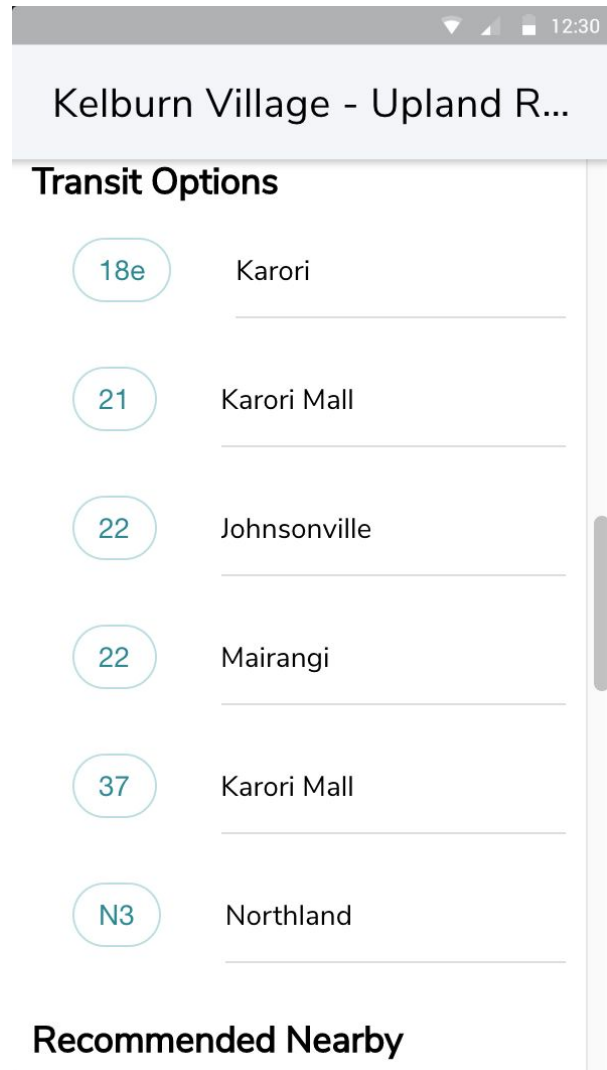 12:30
Kelburn Village - Upland R...
Transit Options
18e Karori
21 Karori Mall
22 Johnsonville
22 Mairangi
37 Karori Mall
N3 Northland
Recommended Nearby